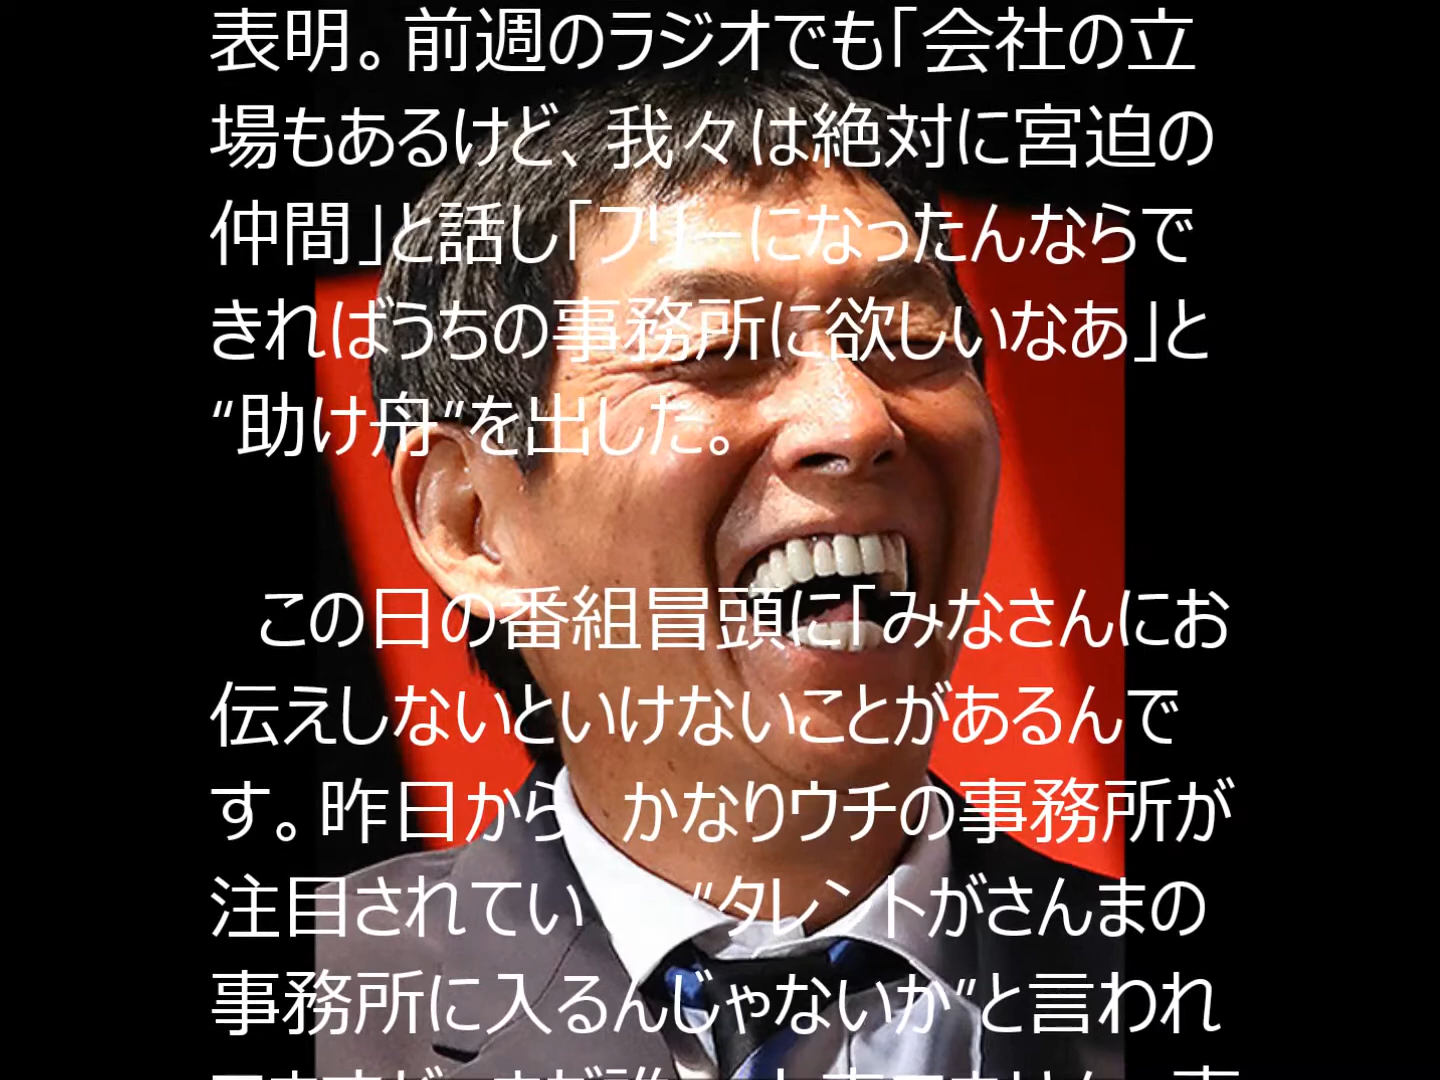 表明。前週のラジオでも「会社の立
場もあるけど、我々は絶対に宮迫の
仲間」と話し「フリーになったんならで
きればうちの事務所に欲しいなあ」と
“助け舟”を出した。
この日の番組冒頭に「みなさんにお
伝えしないといけないことがあるんで
す。昨日から かなりウチの事務所が
注目されてい “タレントがさんまの
事務所に入るんじゃないか”と言われ